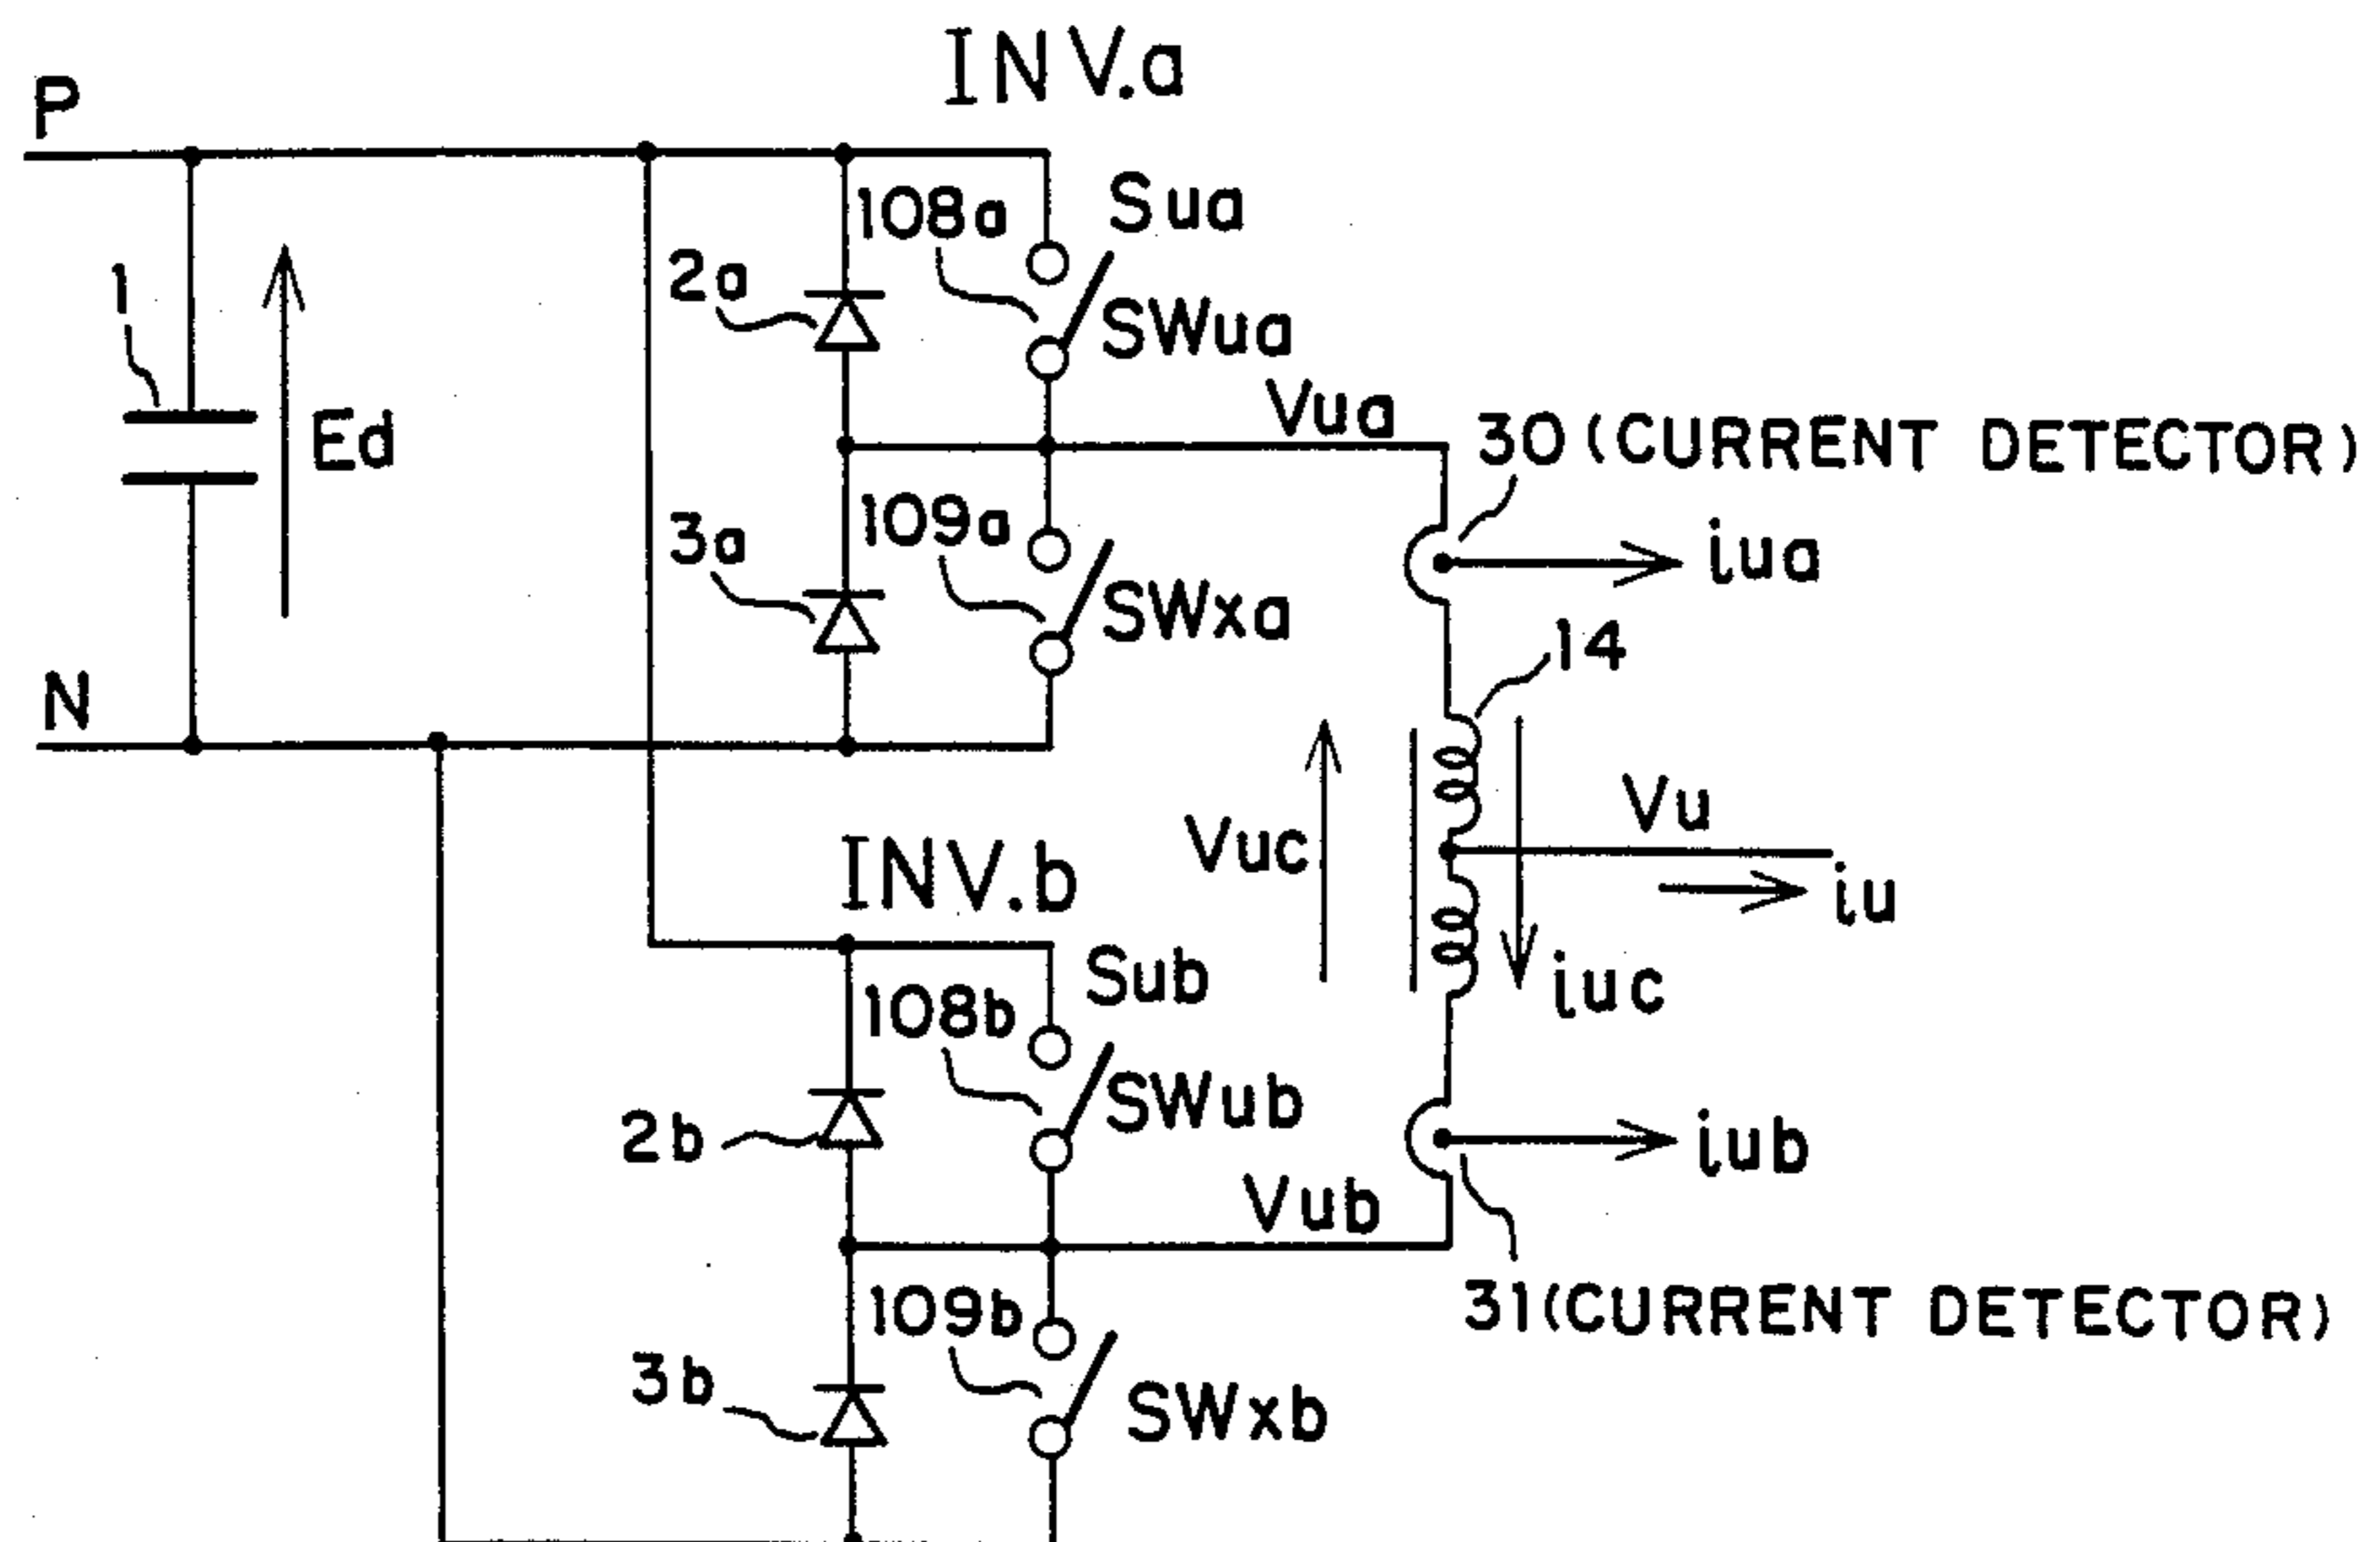 INV.a
P
108a
Sua
2a
1
SWua
Ed
Vua
30 (CURRENT DETECTOR)
109a
3a
iua
SWxa
14
N
Vu
Vuc
INV.b
iu
Sub
108b
iuc
SWub
2b
iub
Vub
109b
31 (CURRENT DETECTOR)
3b
SWxb